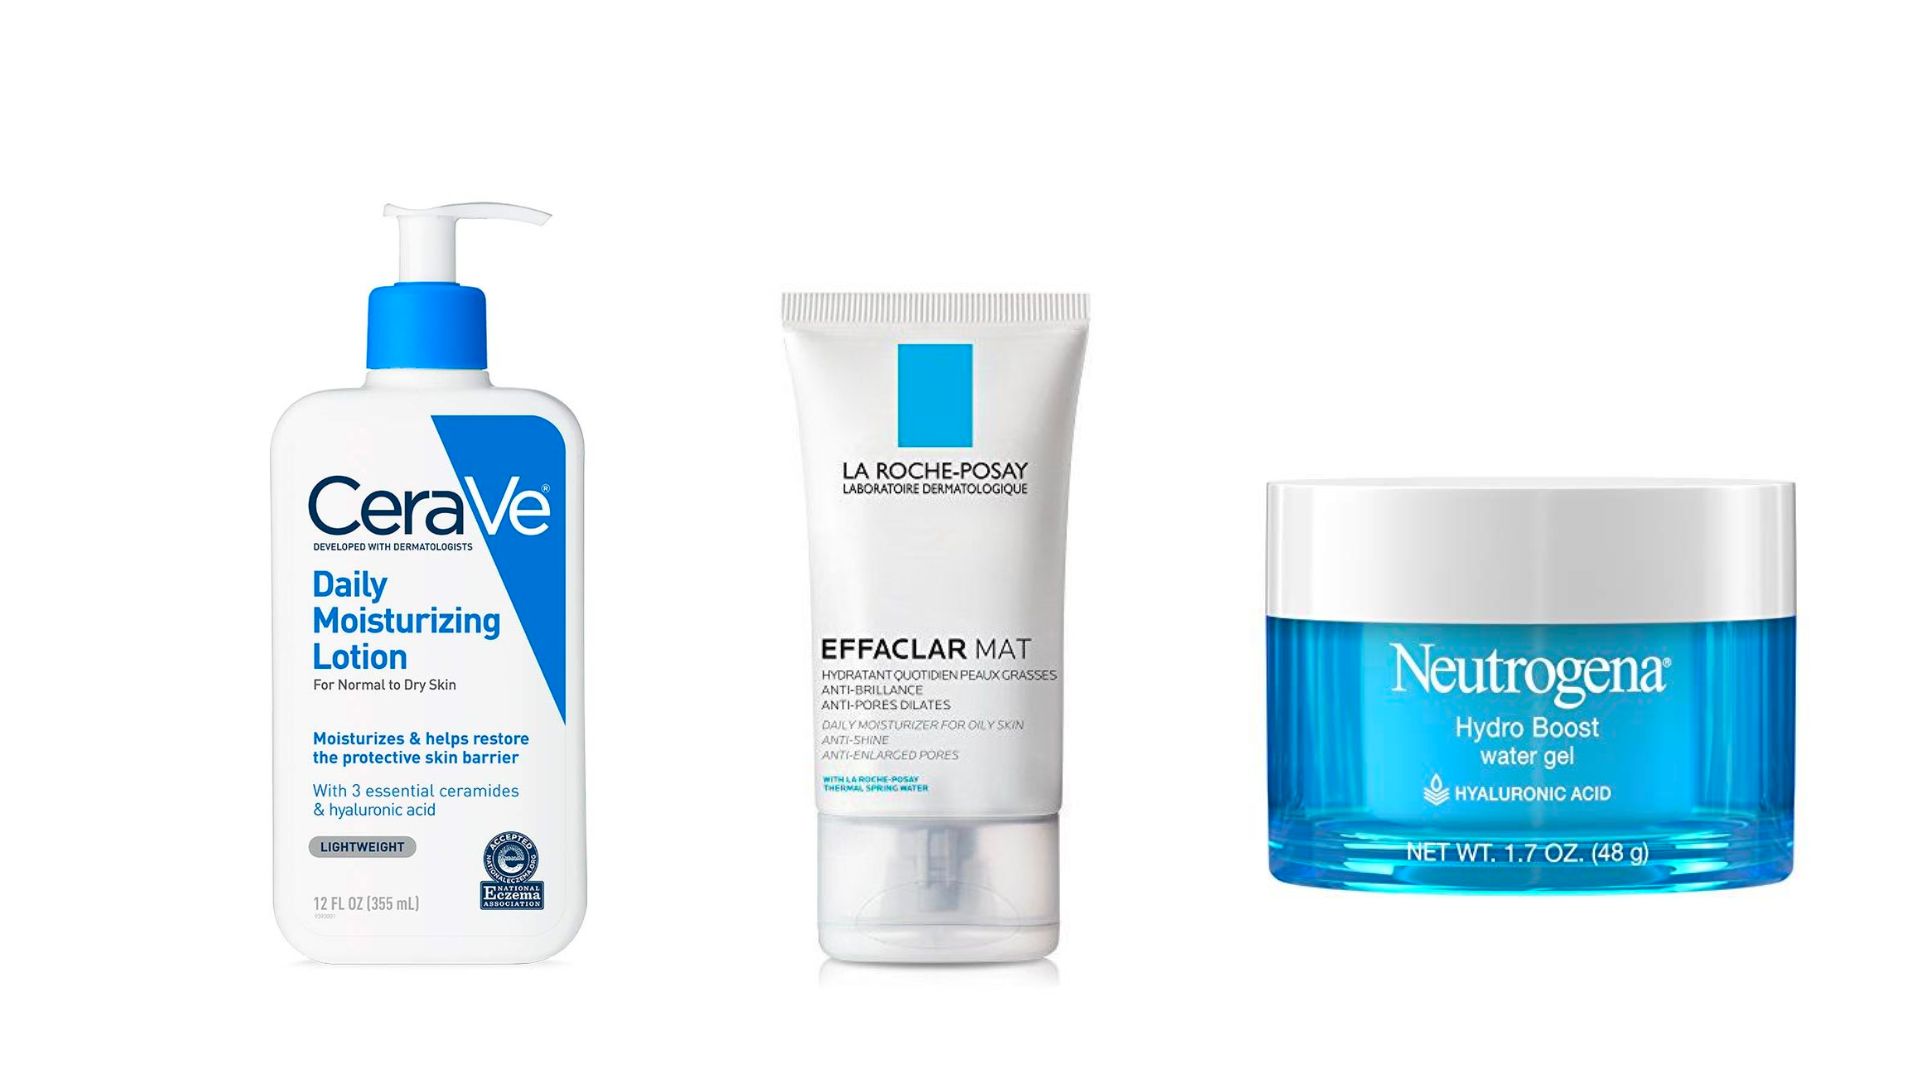 CeraVe®
DEVELOPED WITH DERMATOLOGISTS
Daily
Moisturizing
Lotion
For Normal to Dry Skin
Moisturizes & helps restore
the protective skin barrier
With 3 essential ceramides
& hyaluronic acid
LIGHTWEIGHT
12 FL OZ (355 mL)
ACCEPTED
NATIONALECZEMA.ORG
NATIONAL
Eczema
ASSOCIATION
LA ROCHE-POSAY
LABORATOIRE DERMATOLOGIQUE
EFFACLAR MAT
HYDRATANT QUOTIDIEN PEAUX GRASSES
ANTI-BRILLANCE
ANTI-PORES DILATES
DAILY MOISTURIZER FOR OILY SKIN
ANTI-SHINE
ANTI-ENLARGED PORES
WITH LA ROCHE-POSAY
THERMAL SPRING WATER
Neutrogena®
Hydro Boost
water gel
HYALURONIC ACID
NET WT. 1.7 OZ. (48 g)